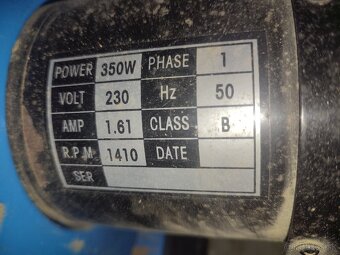 POWER 350W PHASE 1
VOLT 230 Hz 50
AMP 1.61 CLASS B
R.P.M 1410 DATE
SER